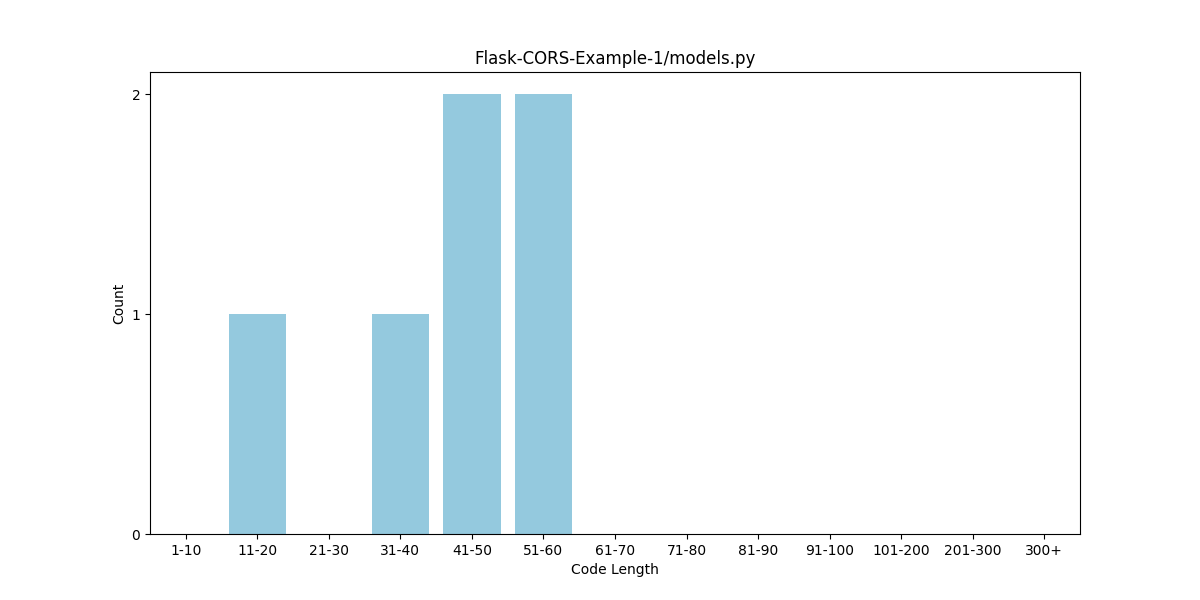 Flask-CORS-Example-1/models.py
Count
2
1
0
1-10 11-20 21-30 31-40 41-50 51-60 61-70 71-80 81-90 91-100 101-200 201-300 300+
Code Length